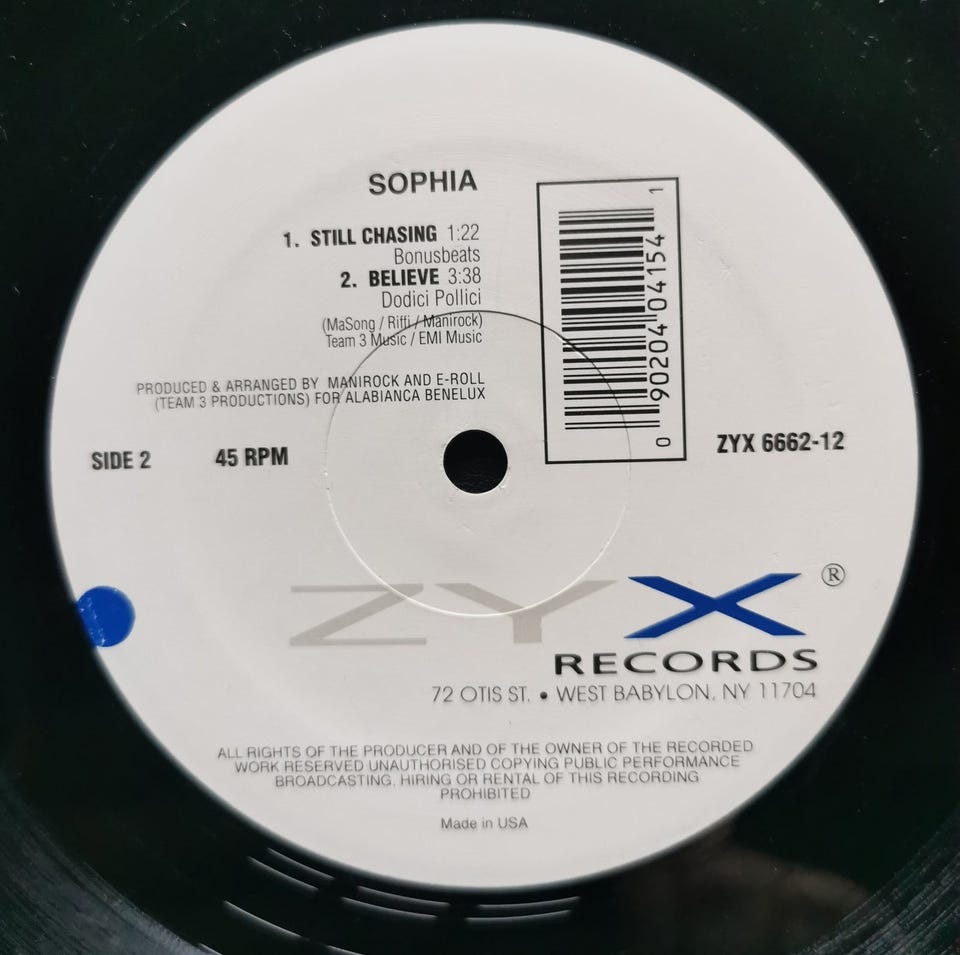 SOPHIA
1. STILL CHASING 1:22
Bonusbeats
2. BELIEVE 3:38
Dodici Pollici
(MaSong / Riffi / Manirock)
Team 3 Music / EMI Music
PRODUCED & ARRANGED BY MANIROCK AND E-ROLL
(TEAM 3 PRODUCTIONS) FOR ALABIANCA BENELUX
0 90204 04154 1
SIDE 2 45 RPM
ZYX 6662-12
ZYX ®
RECORDS
72 OTIS ST. • WEST BABYLON, NY 11704
ALL RIGHTS OF THE PRODUCER AND OF THE OWNER OF THE RECORDED
WORK RESERVED UNAUTHORISED COPYING PUBLIC PERFORMANCE
BROADCASTING, HIRING OR RENTAL OF THIS RECORDING
PROHIBITED
Made in USA